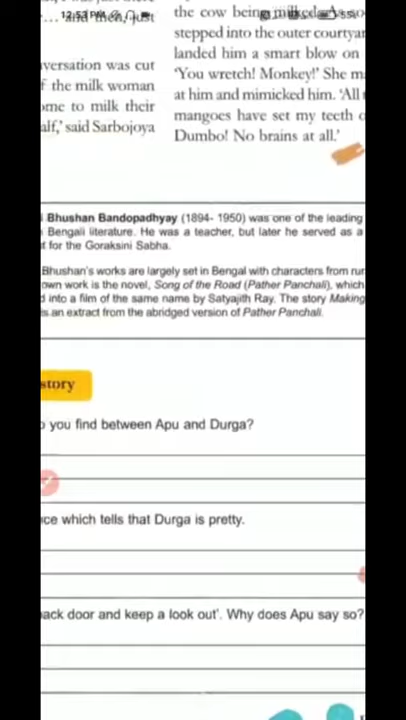 ... and then, just
versation was cut
f the milk woman
me to milk their
alf,' said Sarbojoya
the cow being milked. As
stepped into the outer courtyar
landed him a smart blow on
'You wretch! Monkey!' She m
at him and mimicked him. 'All
mangoes have set my teeth o
Dumbo! No brains at all.'
Bhushan Bandopadhyay (1894- 1950) was one of the leading
Bengali literature. He was a teacher, but later he served as a
t for the Goraksini Sabha.
Bhushan's works are largely set in Bengal with characters from rur
own work is the novel, Song of the Road (Pather Panchali), which
d into a film of the same name by Satyajith Ray. The story Making
is an extract from the abridged version of Pather Panchali.
story
you find between Apu and Durga?
ce which tells that Durga is pretty.
ack door and keep a look out'. Why does Apu say so?